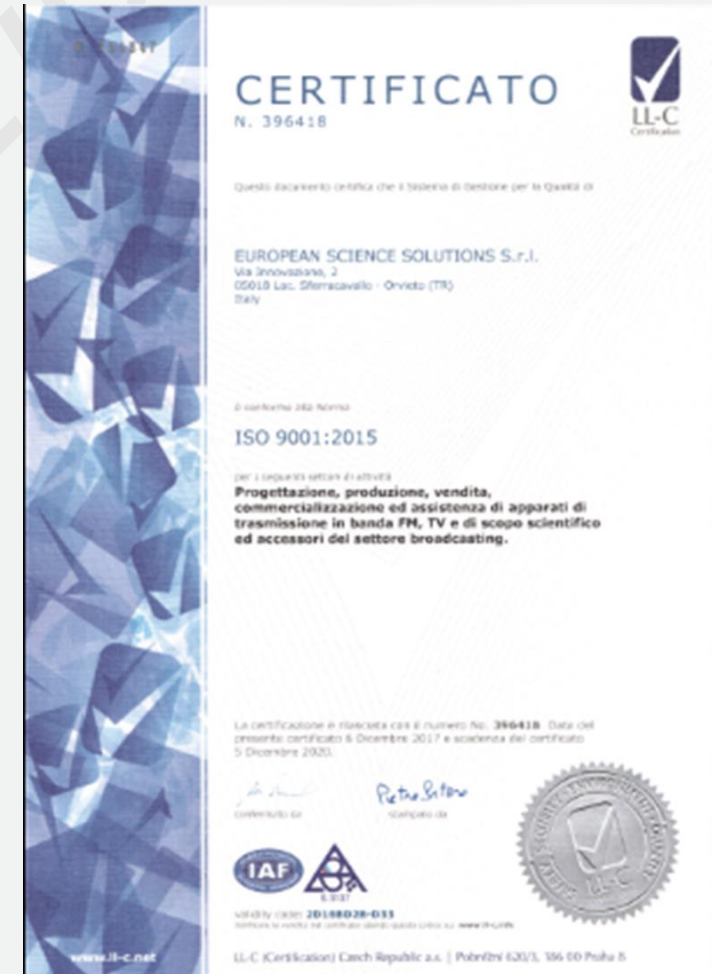 CERTIFICATO
N. 396418
LL-C
Certification
Questo documento certifica che il Sistema di Gestione per la Qualità di
EUROPEAN SCIENCE SOLUTIONS S.r.l.
Via Innovazione, 2
05018 Loc. Sferracavallo - Orvieto (TR)
Italy
è conforme alla Norma
ISO 9001:2015
per i seguenti settori di attività
Progettazione, produzione, vendita,
commercializzazione ed assistenza di apparati di
trasmissione in banda FM, TV e di scopo scientifico
ed accessori del settore broadcasting.
La certificazione è rilasciata con il numero No. 396418. Data del
presente certificato 6 Dicembre 2017 e scadenza del certificato
5 Dicembre 2020.
confermato da
stampato da
IAF
validity code: 20188028-033
www.ll-c.net
LL-C (Certification) Czech Republic a.s. | Pobřežní 620/3, 186 00 Praha 8
LL-C